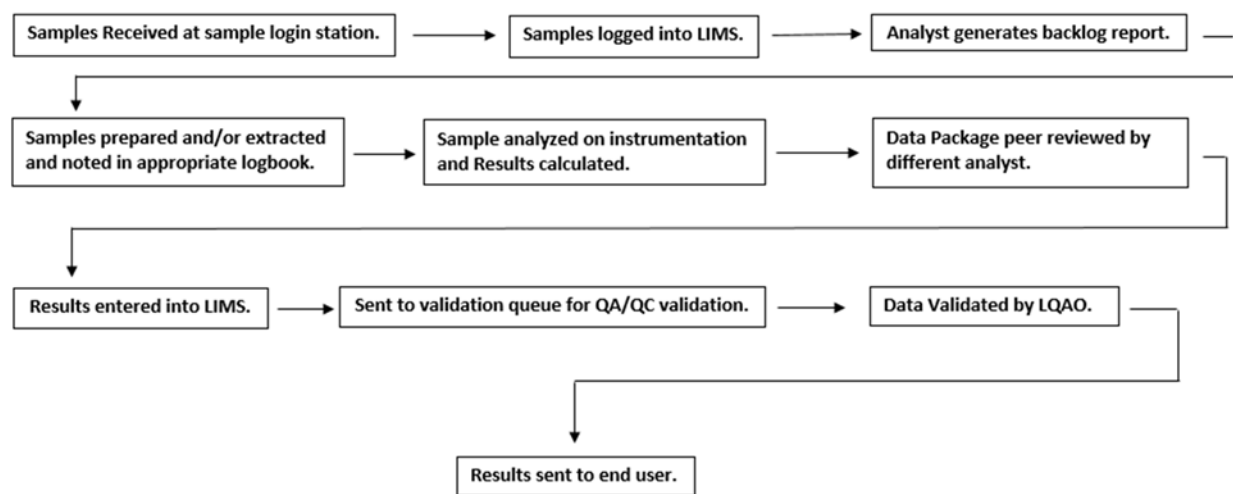 Samples Received at sample login station.
Samples logged into LIMS.
Analyst generates backlog report.
Samples prepared and/or extracted
and noted in appropriate logbook.
Sample analyzed on instrumentation
and Results calculated.
Data Package peer reviewed by
different analyst.
Results entered into LIMS.
Sent to validation queue for QA/QC validation.
Data Validated by LQAO.
Results sent to end user.